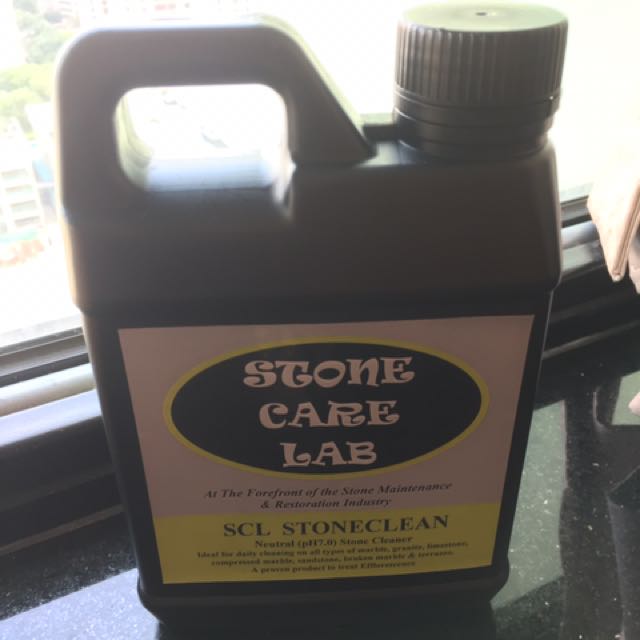 STONE
CARE
LAB
At The Forefront of the Stone Maintenance
& Restoration Industry
SCL STONECLEAN
Neutral (pH7.0) Stone Cleaner
Ideal for daily cleaning on all types of marble, granite, limestone,
compressed marble, sandstone, broken marble & terrazo.
A proven product to treat Efflorescence